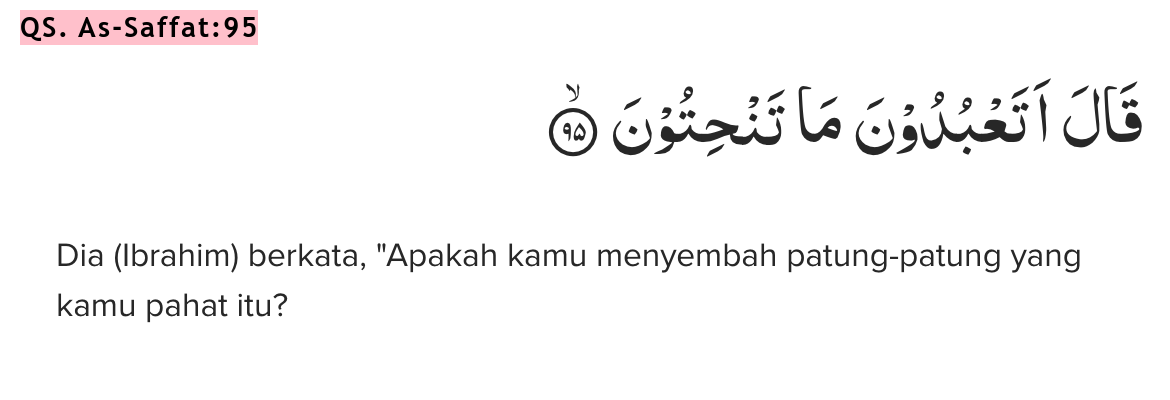 QS. As-Saffat:95
قَالَ اَتَعْبُدُوْنَ مَا تَنْحِتُوْنَۙ ۝٩٥
Dia (Ibrahim) berkata, "Apakah kamu menyembah patung-patung yang
kamu pahat itu?